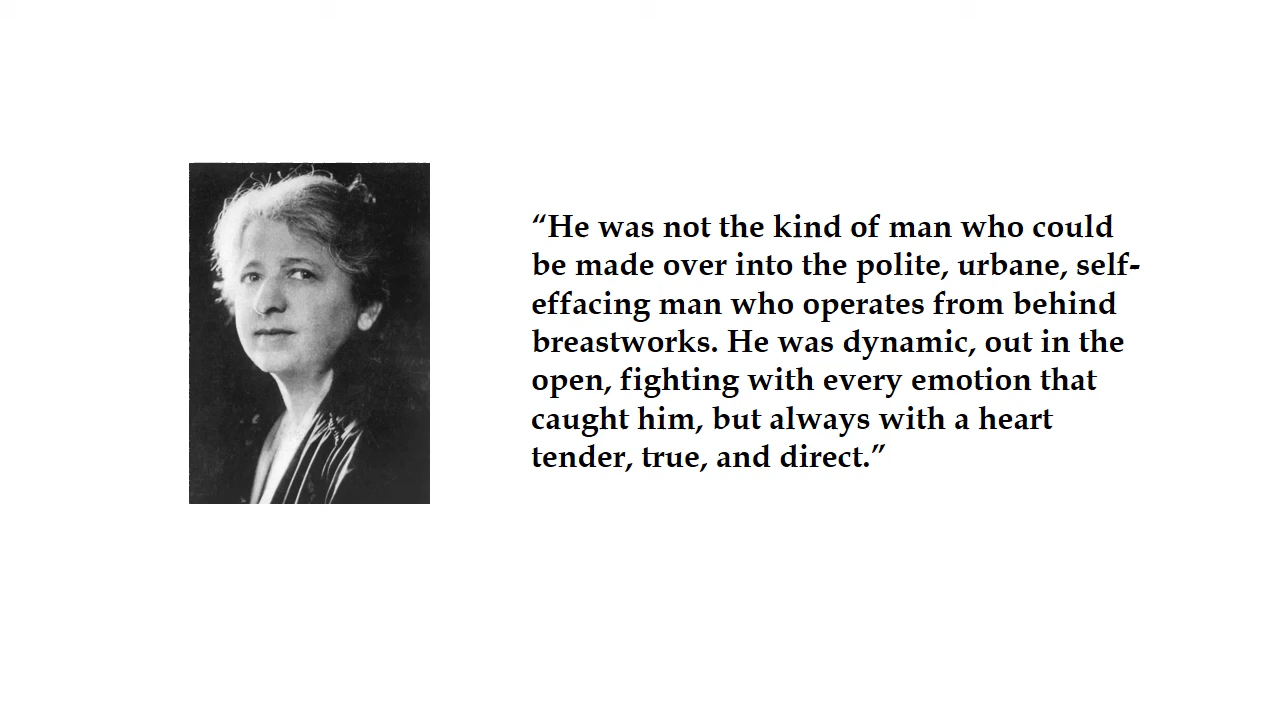 “He was not the kind of man who could
be made over into the polite, urbane, self-
effacing man who operates from behind
breastworks. He was dynamic, out in the
open, fighting with every emotion that
caught him, but always with a heart
tender, true, and direct.”